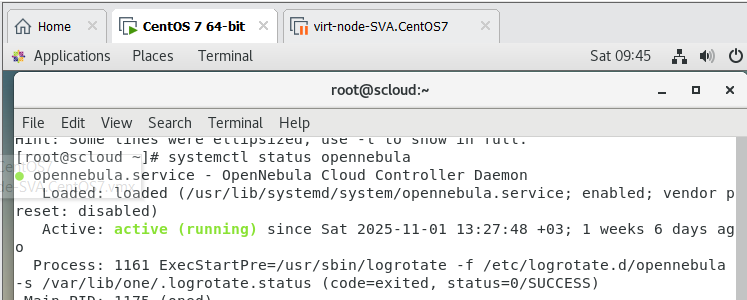 Home
CentOS 7 64-bit
virt-node-SVA.CentOS7
Applications Places Terminal Sat 09:45
root@scloud:~
File Edit View Search Terminal Help
Hint: Some lines were ellipsized, use -l to show in full.
[root@scloud ~]# systemctl status opennebula
● opennebula.service - OpenNebula Cloud Controller Daemon
Loaded: loaded (/usr/lib/systemd/system/opennebula.service; enabled; vendor p
reset: disabled)
Active: active (running) since Sat 2025-11-01 13:27:48 +03; 1 weeks 6 days ag
o
Process: 1161 ExecStartPre=/usr/sbin/logrotate -f /etc/logrotate.d/opennebula
-s /var/lib/one/.logrotate.status (code=exited, status=0/SUCCESS)
Main PID: 1175 (oned)